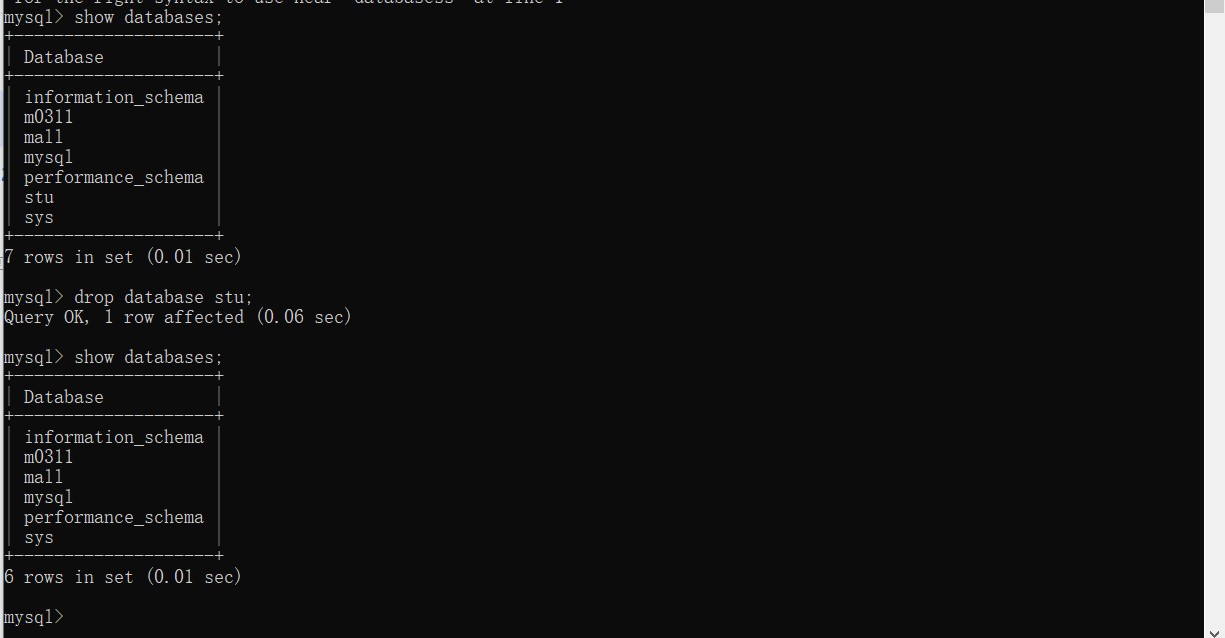 for the right syntax to use near 'databasess' at line 1
mysql> show databases;
+--------------------+
| Database           |
+--------------------+
| information_schema |
| m0311              |
| mall               |
| mysql              |
| performance_schema |
| stu                |
| sys                |
+--------------------+
7 rows in set (0.01 sec)
mysql> drop database stu;
Query OK, 1 row affected (0.06 sec)
mysql> show databases;
+--------------------+
| Database           |
+--------------------+
| information_schema |
| m0311              |
| mall               |
| mysql              |
| performance_schema |
| sys                |
+--------------------+
6 rows in set (0.01 sec)
mysql>